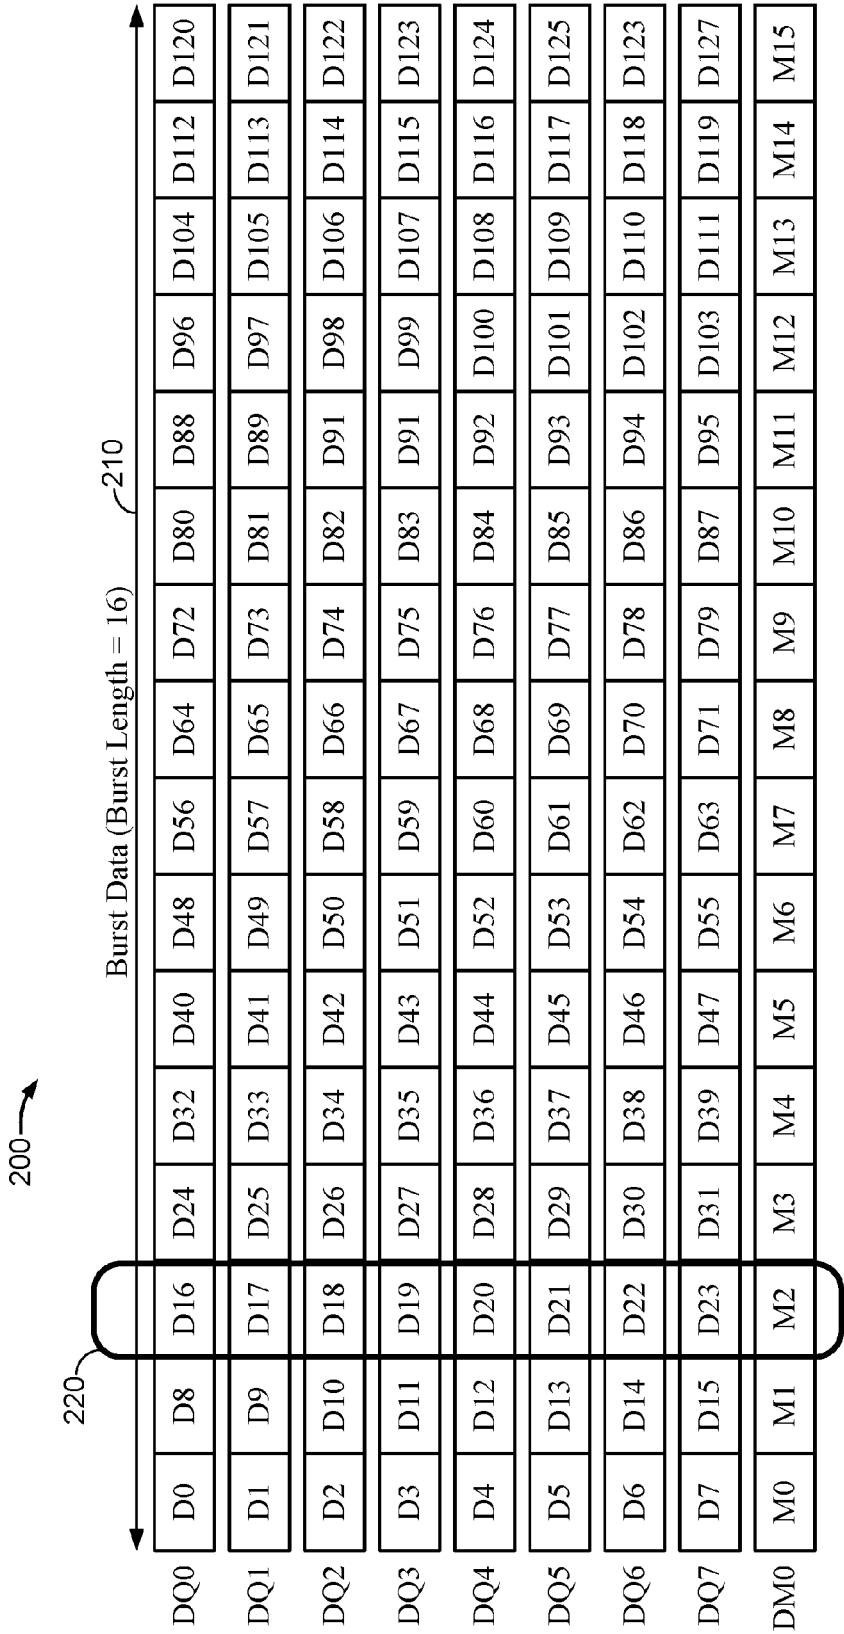 200
Burst Data (Burst Length = 16)
210
220
DQ0 D0 D8 D16 D24 D32 D40 D48 D56 D64 D72 D80 D88 D96 D104 D112 D120
DQ1 D1 D9 D17 D25 D33 D41 D49 D57 D65 D73 D81 D89 D97 D105 D113 D121
DQ2 D2 D10 D18 D26 D34 D42 D50 D58 D66 D74 D82 D91 D98 D106 D114 D122
DQ3 D3 D11 D19 D27 D35 D43 D51 D59 D67 D75 D83 D91 D99 D107 D115 D123
DQ4 D4 D12 D20 D28 D36 D44 D52 D60 D68 D76 D84 D92 D100 D108 D116 D124
DQ5 D5 D13 D21 D29 D37 D45 D53 D61 D69 D77 D85 D93 D101 D109 D117 D125
DQ6 D6 D14 D22 D30 D38 D46 D54 D62 D70 D78 D86 D94 D102 D110 D118 D123
DQ7 D7 D15 D23 D31 D39 D47 D55 D63 D71 D79 D87 D95 D103 D111 D119 D127
DM0 M0 M1 M2 M3 M4 M5 M6 M7 M8 M9 M10 M11 M12 M13 M14 M15